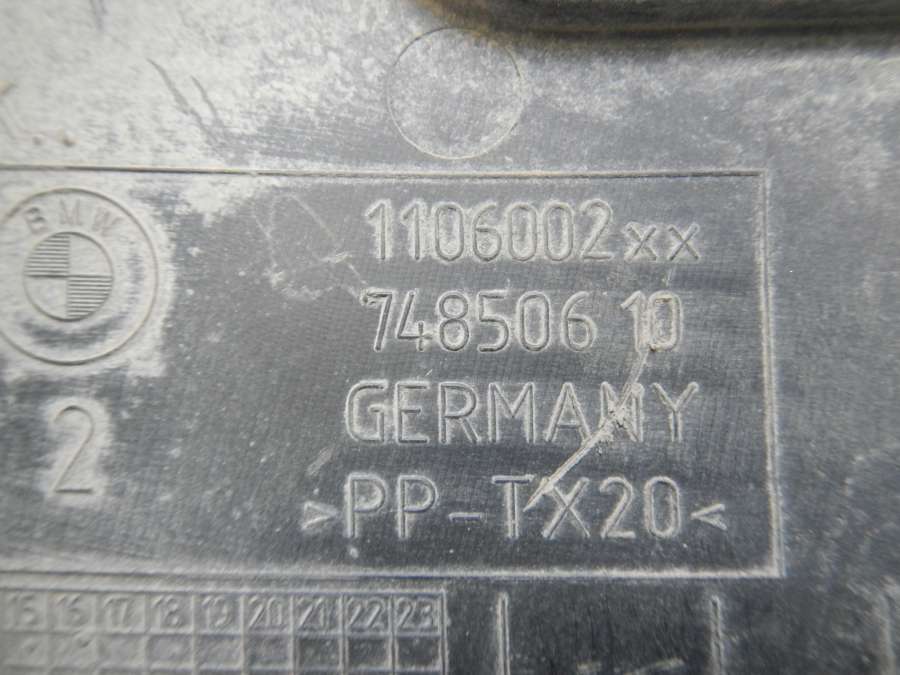 BMW
1106002xx
748506 10
GERMANY
2
>PP-TX20<
15 16 17 18 19 20 21 22 23